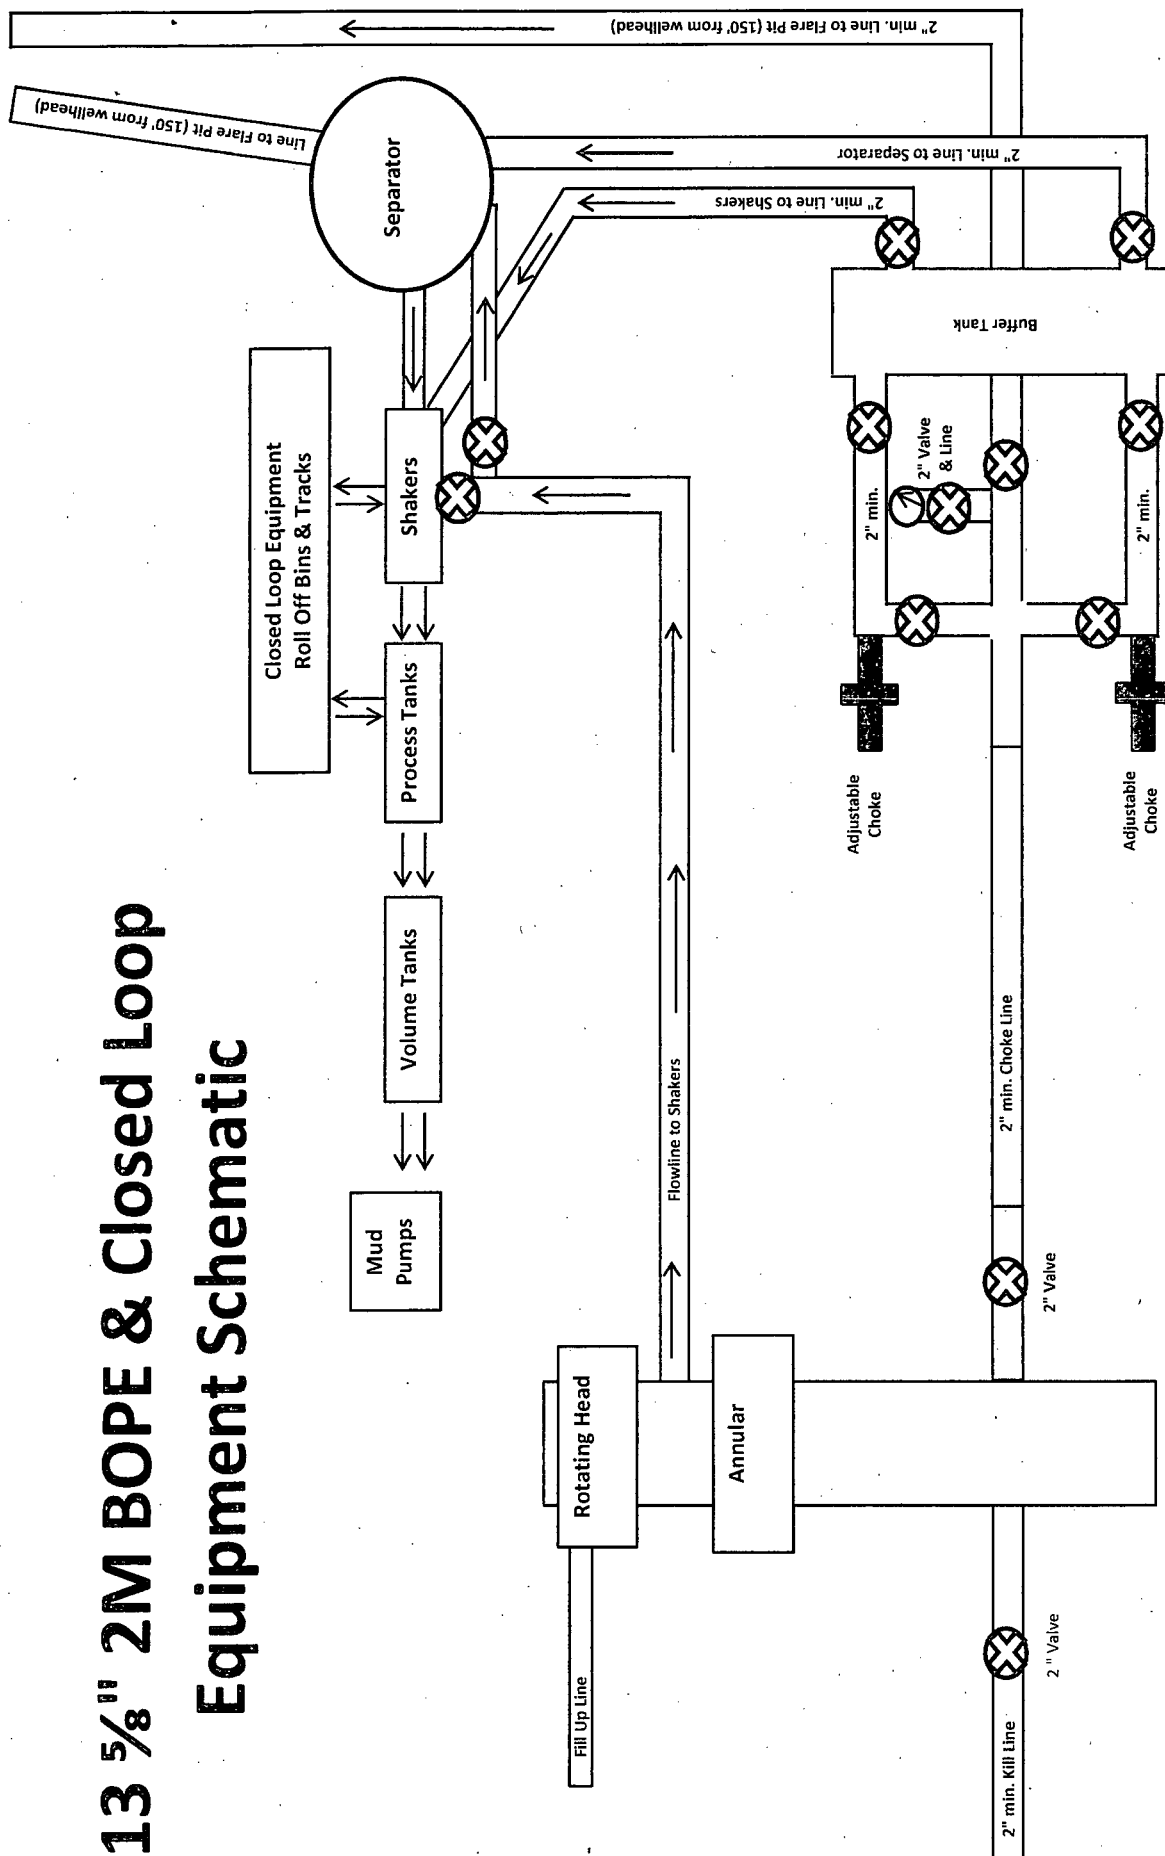 13 ⅝" 2M BOPE & Closed Loop
Equipment Schematic
Closed Loop Equipment
Roll Off Bins & Tracks
Mud
Pumps
Volume Tanks
Process Tanks
Shakers
Separator
Line to Flare Pit (150' from wellhead)
2" min. Line to Flare Pit (150' from wellhead)
Fill Up Line
Rotating Head
Flowline to Shakers
Annular
2" min. Line to Shakers
2" min. Line to Separator
Adjustable
Choke
2" min.
2" Valve
& Line
Buffer Tank
2" min. Kill Line
2" Valve
2" Valve
2" min. Choke Line
Adjustable
Choke
2" min.